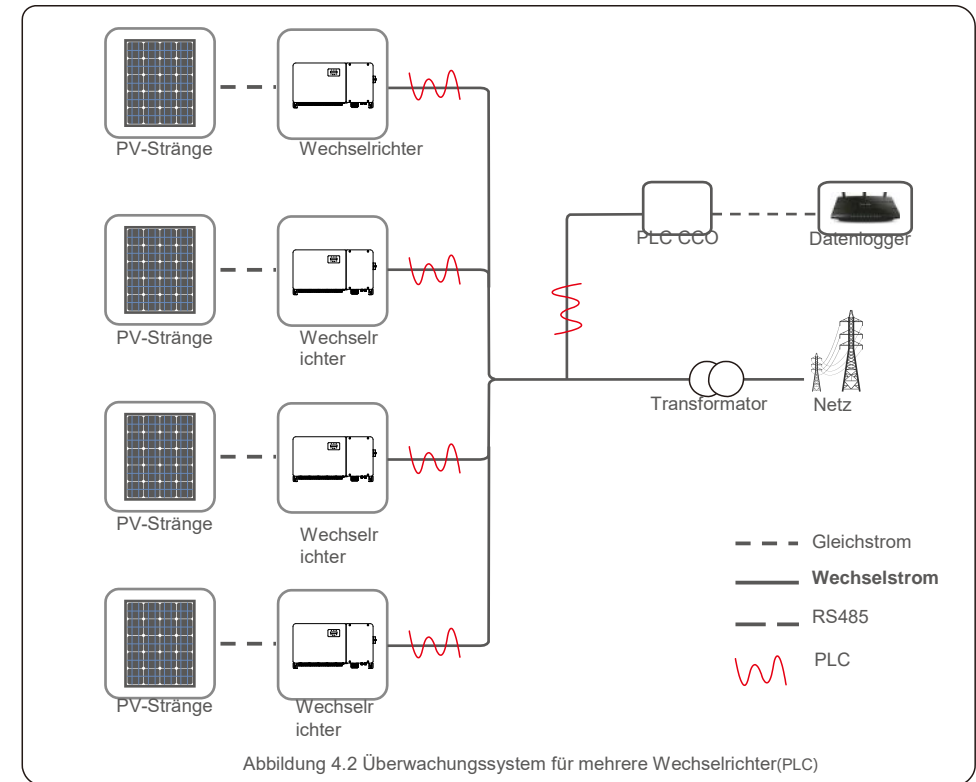 PV-Stränge
Wechselrichter
PLC CCO
Datenlogger
PV-Stränge
Wechselr
ichter
Transformator
Netz
PV-Stränge
Wechselr
ichter
Gleichstrom
Wechselstrom
RS485
PLC
PV-Stränge
Wechselr
ichter
Abbildung 4.2 Überwachungssystem für mehrere Wechselrichter(PLC)